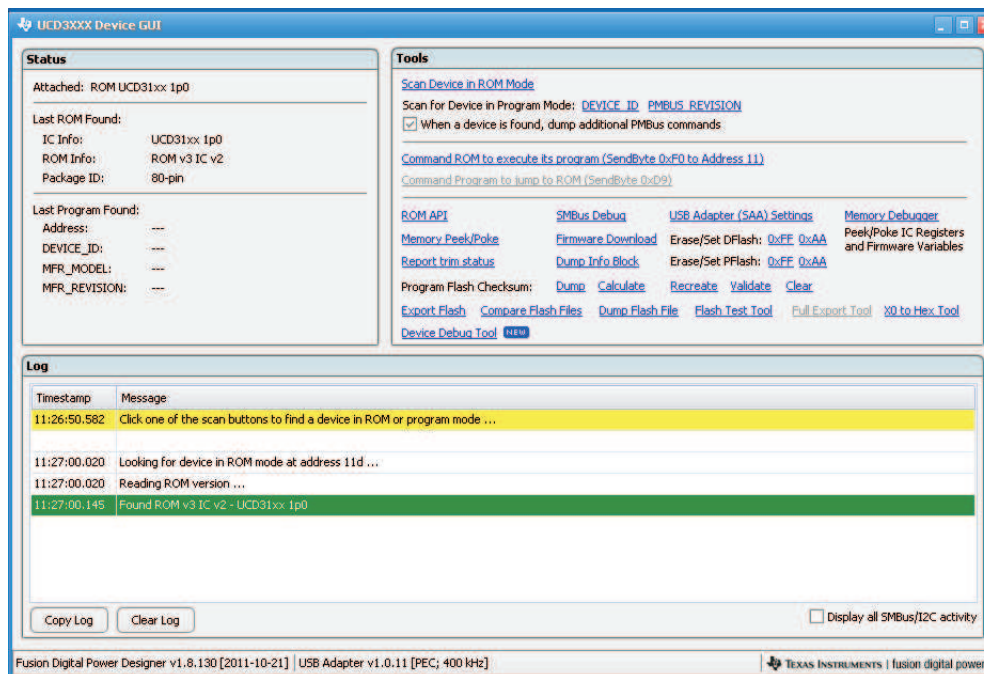 UCD3XXX Device GUI
Status
Attached: ROM UCD31xx 1p0
Last ROM Found:
IC Info: UCD31xx 1p0
ROM Info: ROM v3 IC v2
Package ID: 80-pin
Last Program Found:
Address: ---
DEVICE_ID: ---
MFR_MODEL: ---
MFR_REVISION: ---
Tools
Scan Device in ROM Mode
Scan for Device in Program Mode: DEVICE_ID PMBUS_REVISION
When a device is found, dump additional PMBus commands
Command ROM to execute its program (SendByte 0xF0 to Address 11)
Command Program to jump to ROM (SendByte 0xD9)
ROM API SMBus Debug USB Adapter (SAA) Settings Memory Debugger
Memory Peek/Poke Firmware Download Erase/Set DFlash: 0xFF 0xAA Peek/Poke IC Registers
and Firmware Variables
Report trim status Dump Info Block Erase/Set PFlash: 0xFF 0xAA
Program Flash Checksum: Dump Calculate Recreate Validate Clear
Export Flash Compare Flash Files Dump Flash File Flash Test Tool Full Export Tool X0 to Hex Tool
Device Debug Tool NEW
Log
Timestamp Message
11:26:50.582 Click one of the scan buttons to find a device in ROM or program mode ...
11:27:00.020 Looking for device in ROM mode at address 11d ...
11:27:00.020 Reading ROM version ...
11:27:00.145 Found ROM v3 IC v2 - UCD31xx 1p0
Copy Log Clear Log Display all SMBus/I2C activity
Fusion Digital Power Designer v1.8.130 [2011-10-21] USB Adapter v1.0.11 [PEC; 400 kHz] TEXAS INSTRUMENTS | fusion digital power